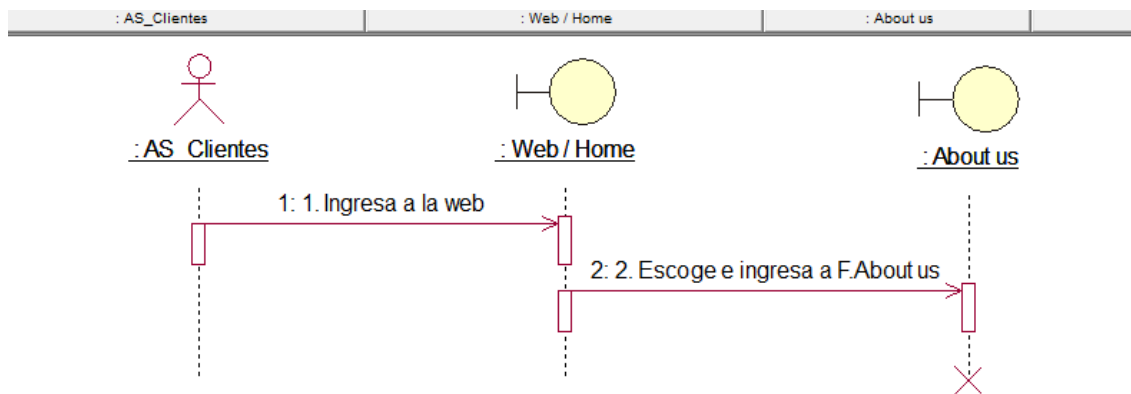 : AS_Clientes : Web / Home : About us
: AS_Clientes : Web / Home : About us
1: 1. Ingresa a la web
2: 2. Escoge e ingresa a F.About us